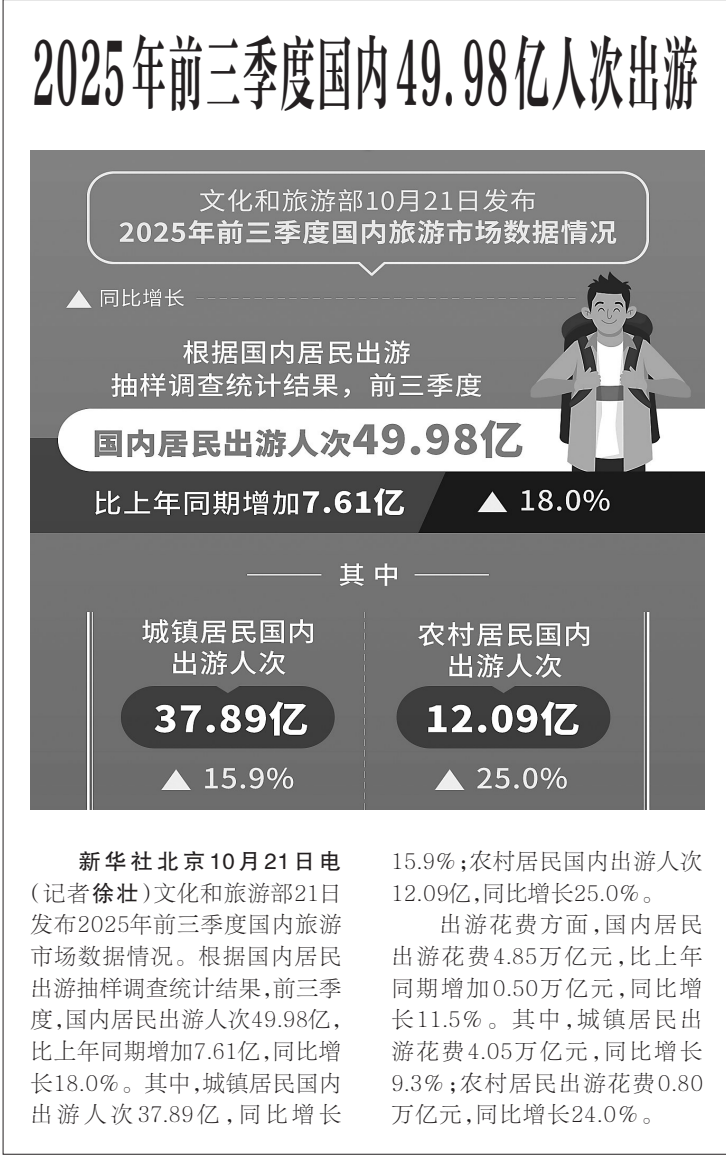 2025年前三季度国内49.98亿人次出游
文化和旅游部10月21日发布
2025年前三季度国内旅游市场数据情况
▲ 同比增长
根据国内居民出游
抽样调查统计结果，前三季度
国内居民出游人次49.98亿
比上年同期增加7.61亿 ▲ 18.0%
其中
城镇居民国内
出游人次
37.89亿
▲ 15.9%
农村居民国内
出游人次
12.09亿
▲ 25.0%
新华社北京10月21日电
（记者徐壮）文化和旅游部21日
发布2025年前三季度国内旅游
市场数据情况。根据国内居民
出游抽样调查统计结果，前三季
度，国内居民出游人次49.98亿，
比上年同期增加7.61亿，同比增
长18.0%。其中，城镇居民国内
出游人次37.89亿，同比增长
15.9%；农村居民国内出游人次
12.09亿，同比增长25.0%。
出游花费方面，国内居民
出游花费4.85万亿元，比上年
同期增加0.50万亿元，同比增
长11.5%。其中，城镇居民出
游花费4.05万亿元，同比增长
9.3%；农村居民出游花费0.80
万亿元，同比增长24.0%。